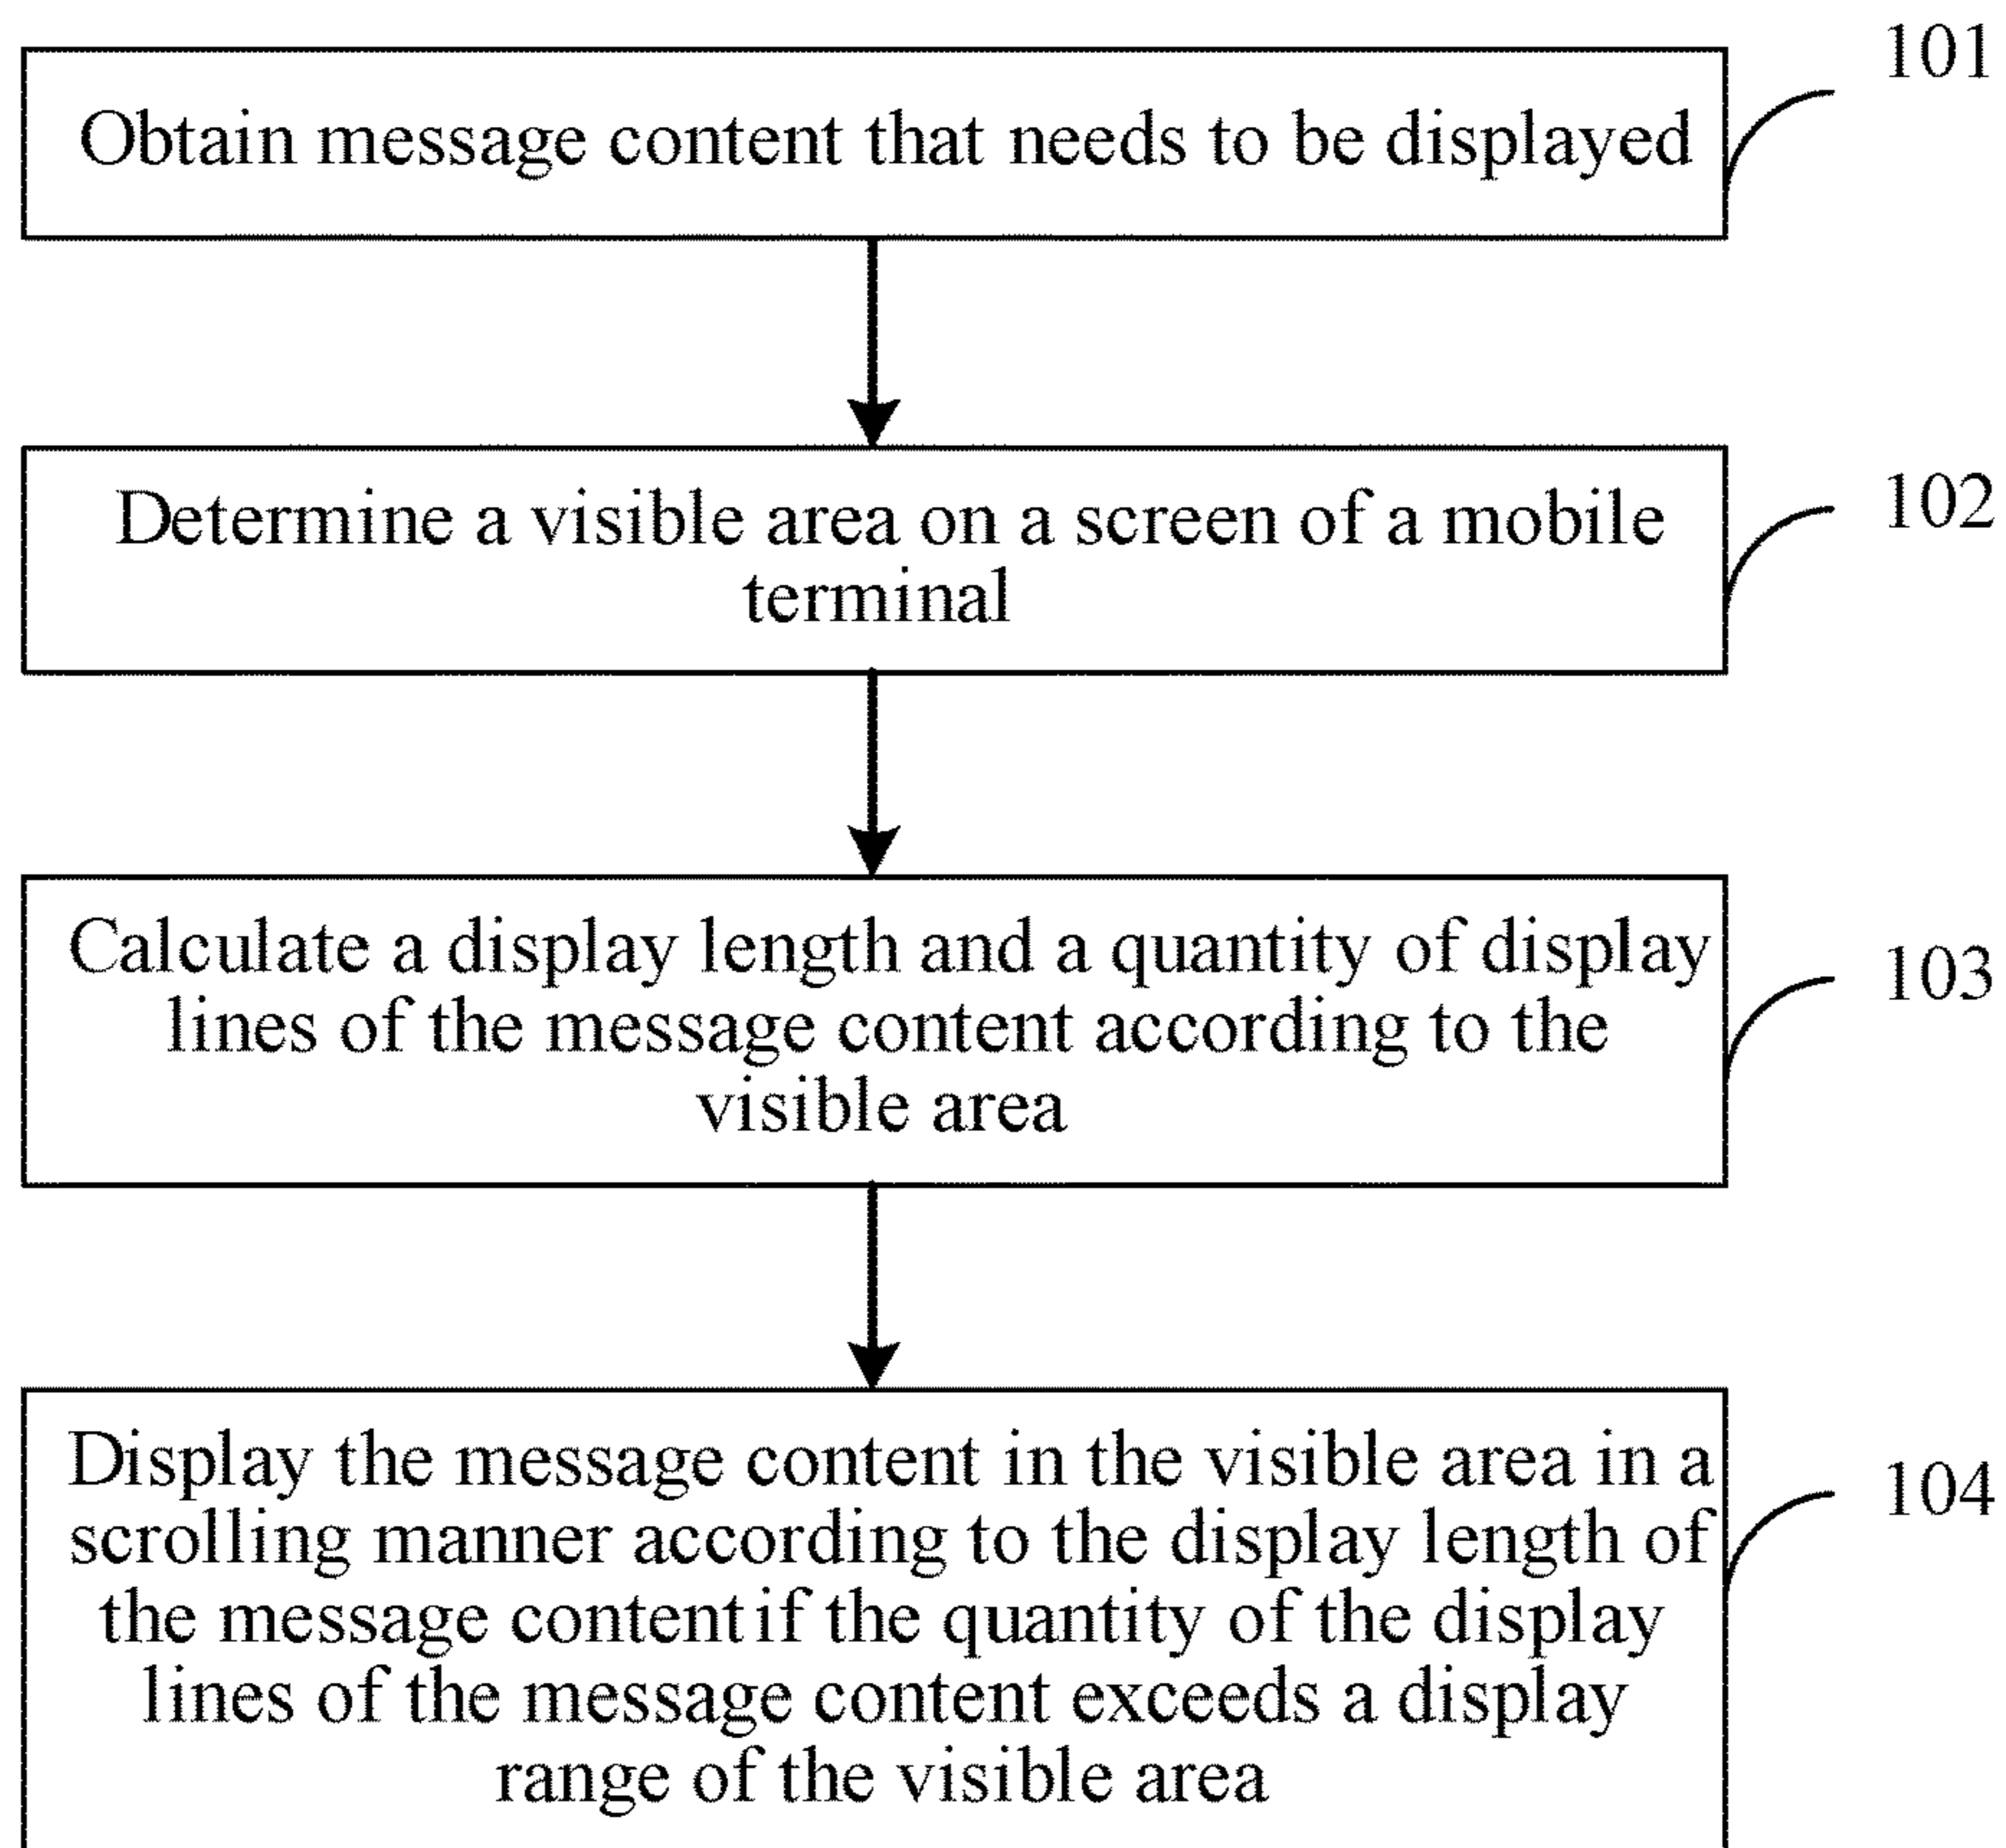 101
Obtain message content that needs to be displayed
102
Determine a visible area on a screen of a mobile
terminal
103
Calculate a display length and a quantity of display
lines of the message content according to the
visible area
104
Display the message content in the visible area in a
scrolling manner according to the display length of
the message content if the quantity of the display
lines of the message content exceeds a display
range of the visible area